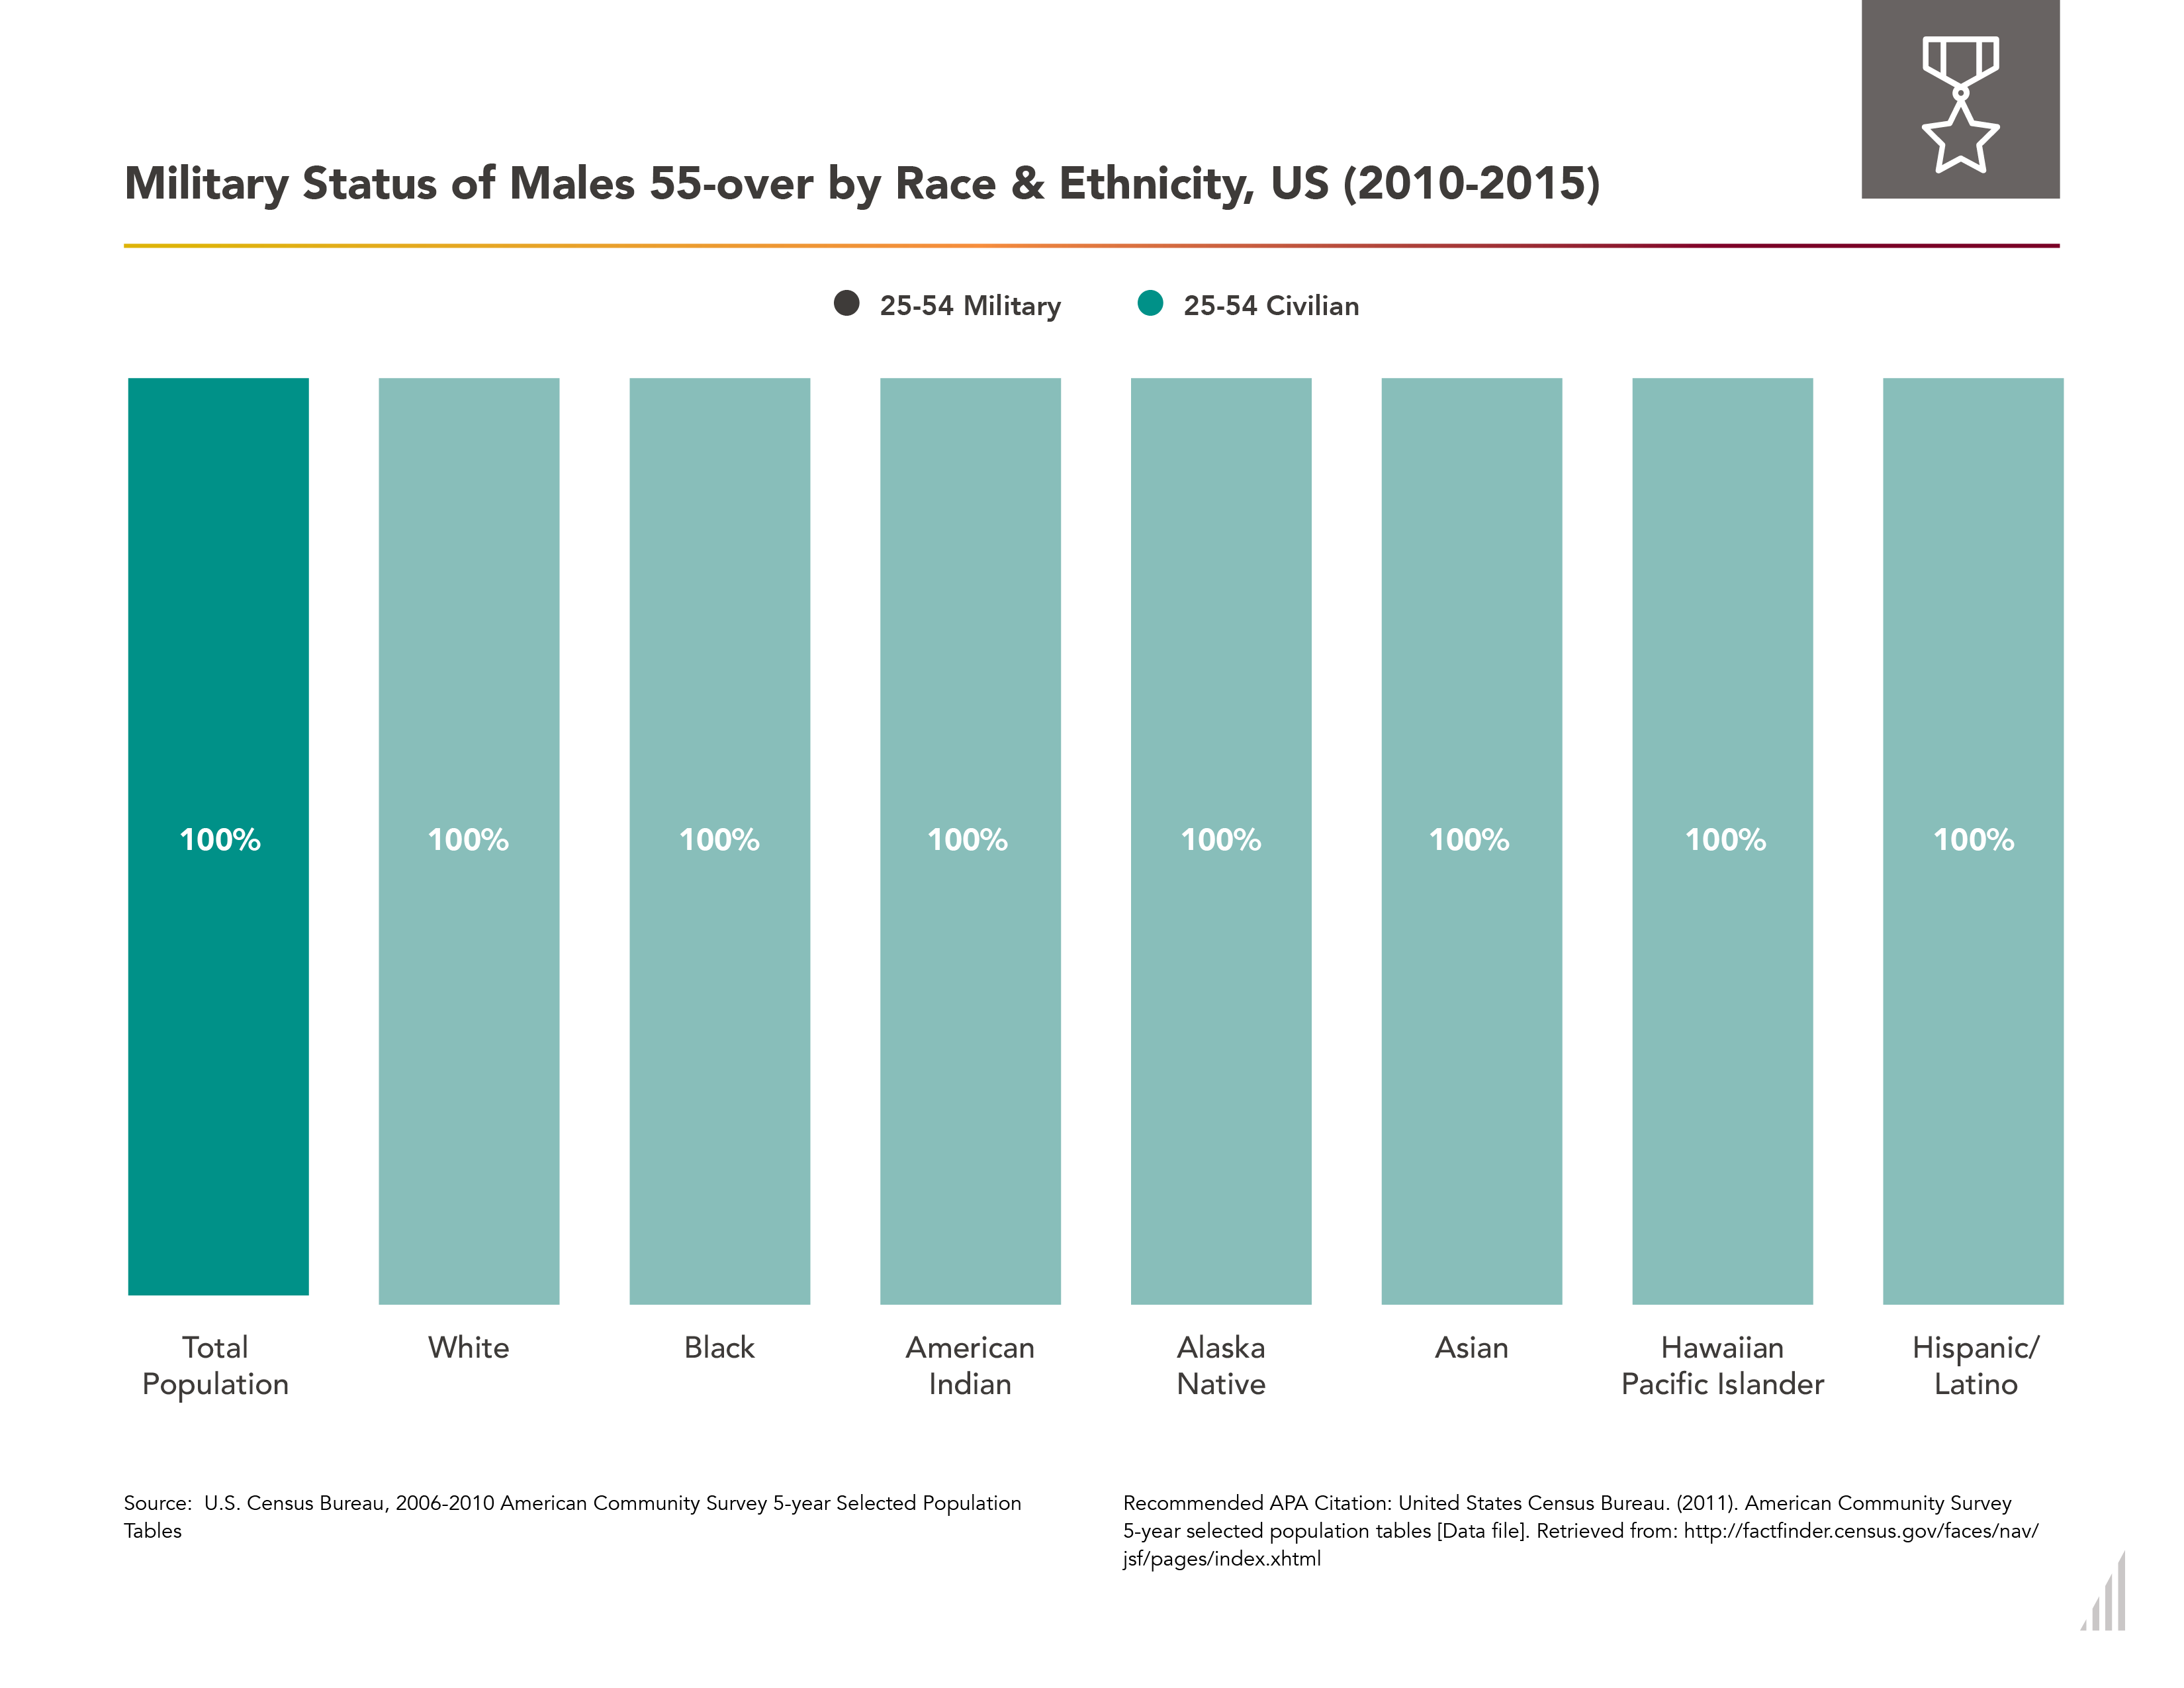 Military Status of Males 55-over by Race & Ethnicity, US (2010-2015)
25-54 Military 25-54 Civilian
100% 100% 100% 100% 100% 100% 100% 100%
Total Population
White
Black
American Indian
Alaska Native
Asian
Hawaiian Pacific Islander
Hispanic/ Latino
Source: U.S. Census Bureau, 2006-2010 American Community Survey 5-year Selected Population
Tables
Recommended APA Citation: United States Census Bureau. (2011). American Community Survey
5-year selected population tables [Data file]. Retrieved from: http://factfinder.census.gov/faces/nav/
jsf/pages/index.xhtml